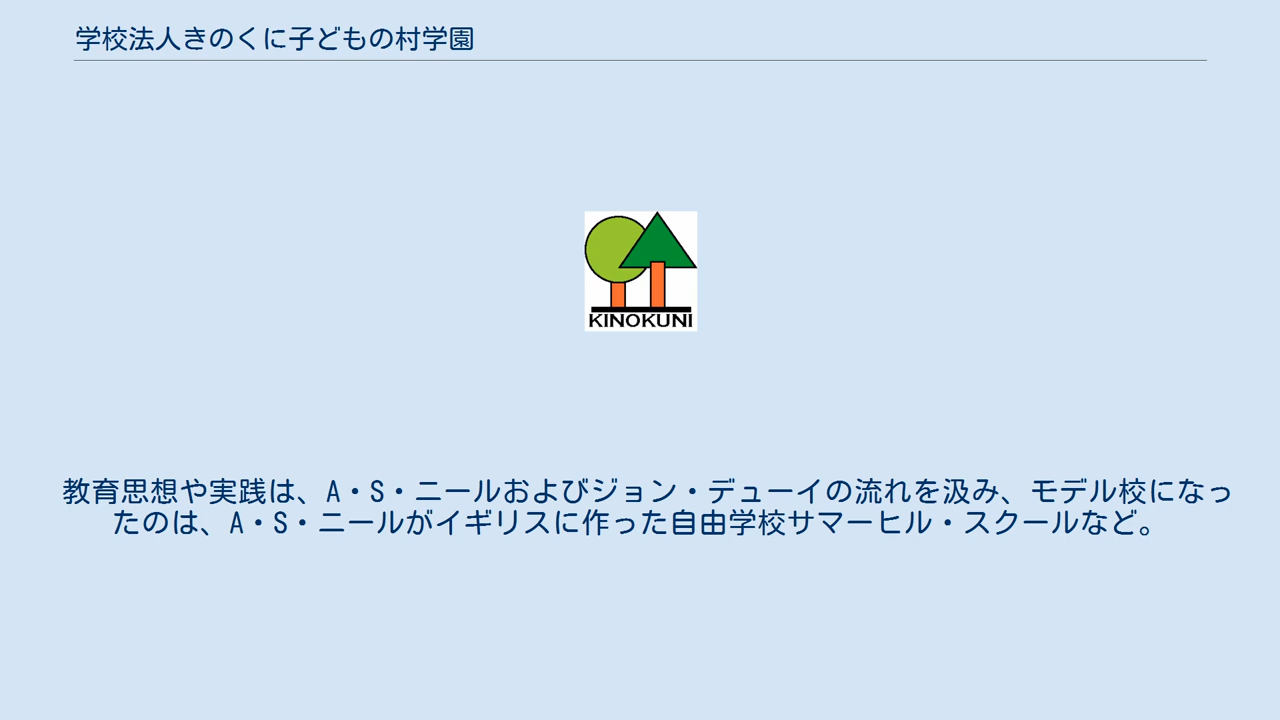 学校法人きのくに子どもの村学園
KINOKUNI
教育思想や実践は、A・S・ニールおよびジョン・デューイの流れを汲み、モデル校になっ
たのは、A・S・ニールがイギリスに作った自由学校サマーヒル・スクールなど。